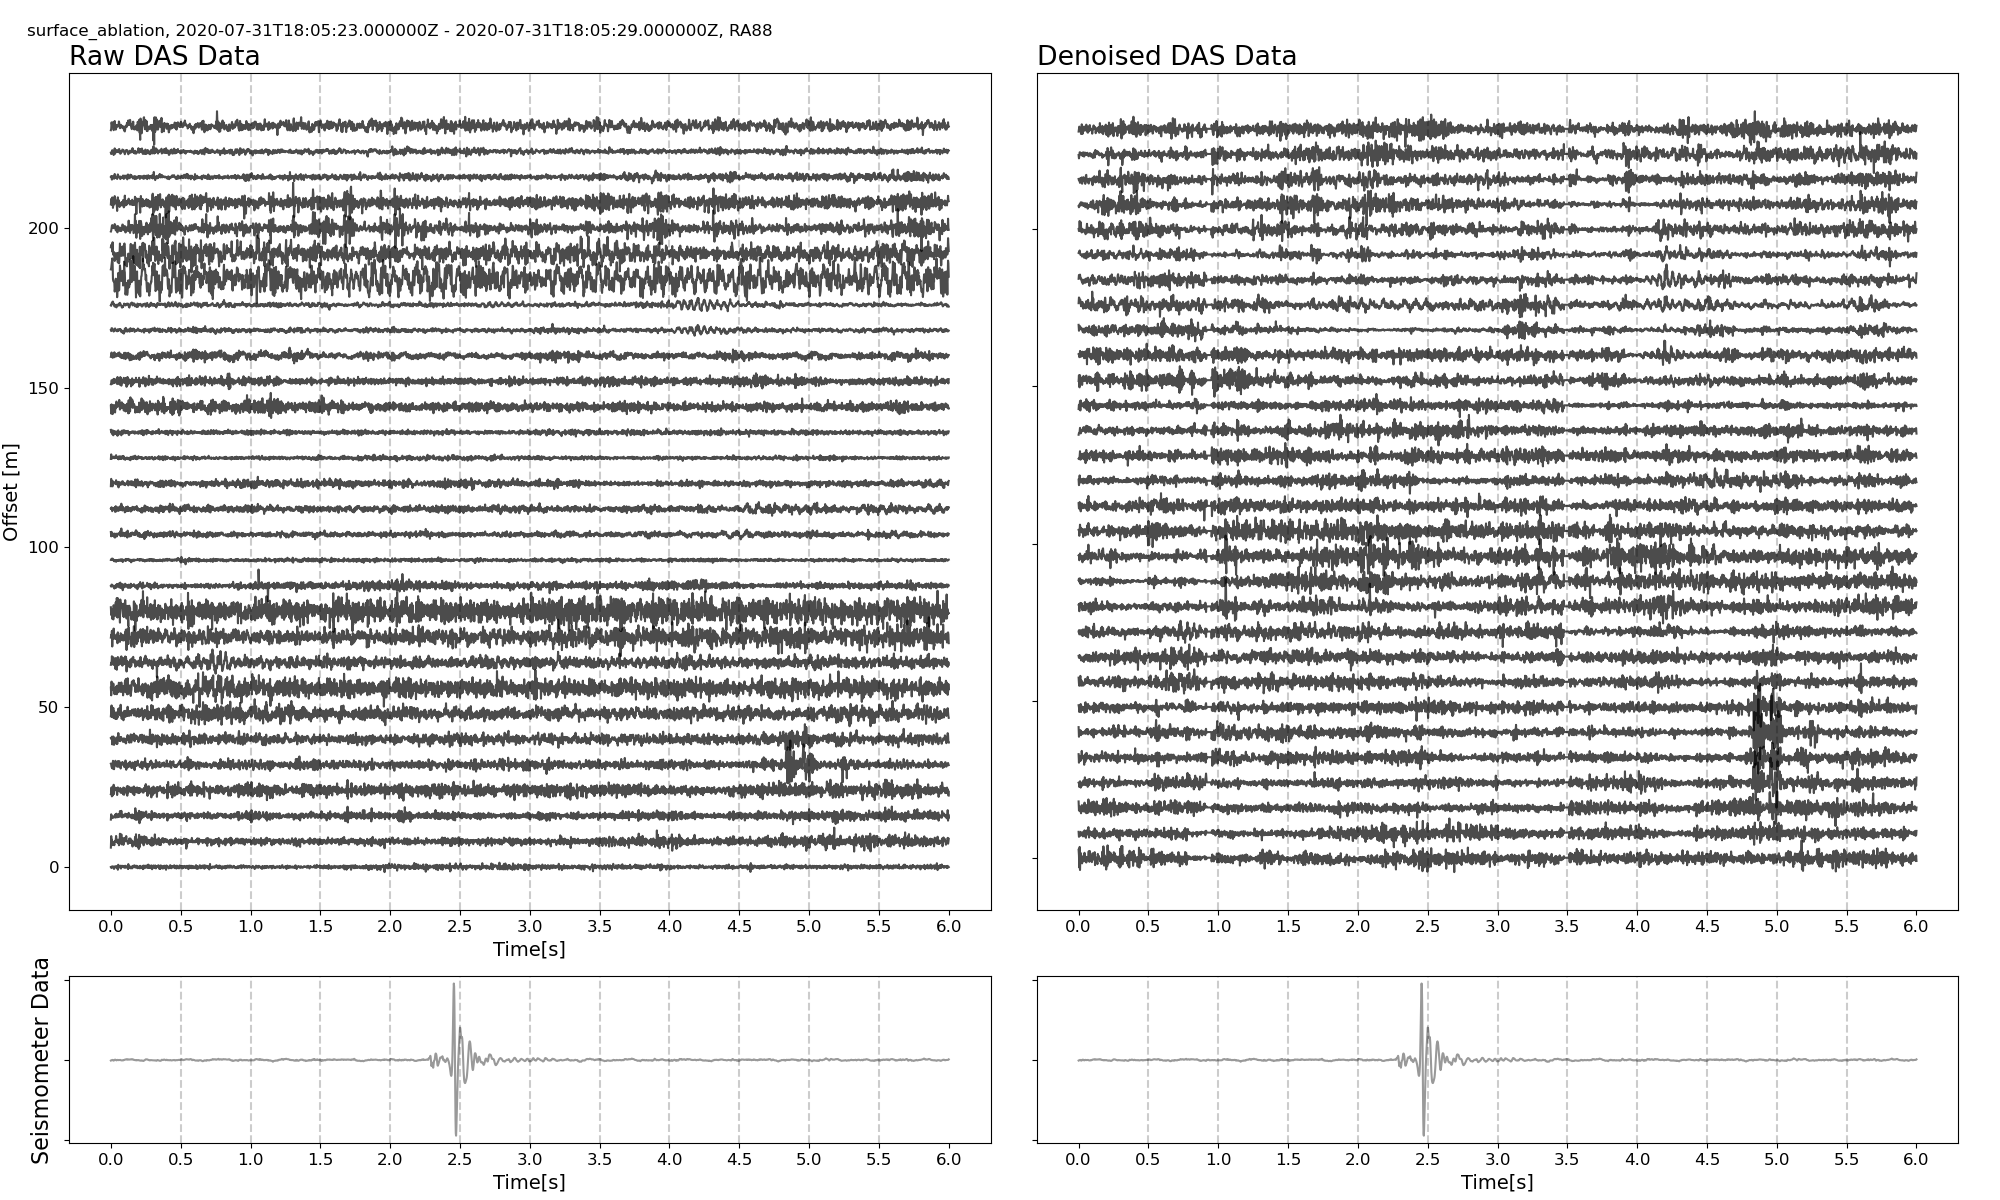 surface_ablation, 2020-07-31T18:05:23.000000Z - 2020-07-31T18:05:29.000000Z, RA88
Raw DAS Data
Denoised DAS Data
Offset [m]
200
150
100
50
0
0.0 0.5 1.0 1.5 2.0 2.5 3.0 3.5 4.0 4.5 5.0 5.5 6.0
Time[s]
0.0 0.5 1.0 1.5 2.0 2.5 3.0 3.5 4.0 4.5 5.0 5.5 6.0
Seismometer Data
0.0 0.5 1.0 1.5 2.0 2.5 3.0 3.5 4.0 4.5 5.0 5.5 6.0
Time[s]
0.0 0.5 1.0 1.5 2.0 2.5 3.0 3.5 4.0 4.5 5.0 5.5 6.0
Time[s]